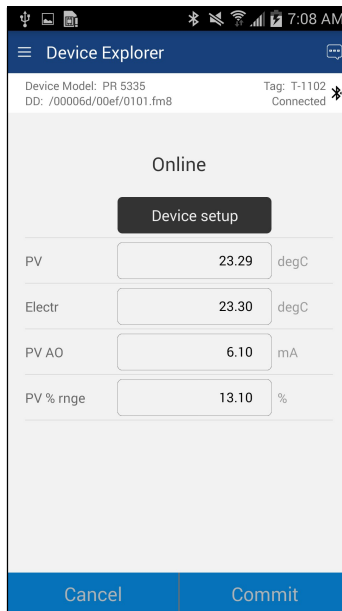 7:08 AM
Device Explorer
Device Model: PR 5335
Tag: T-1102
DD: /00006d/00ef/0101.fm8
Connected
Online
Device setup
PV 23.29 degC
Electr 23.30 degC
PV AO 6.10 mA
PV % rnge 13.10 %
Cancel Commit